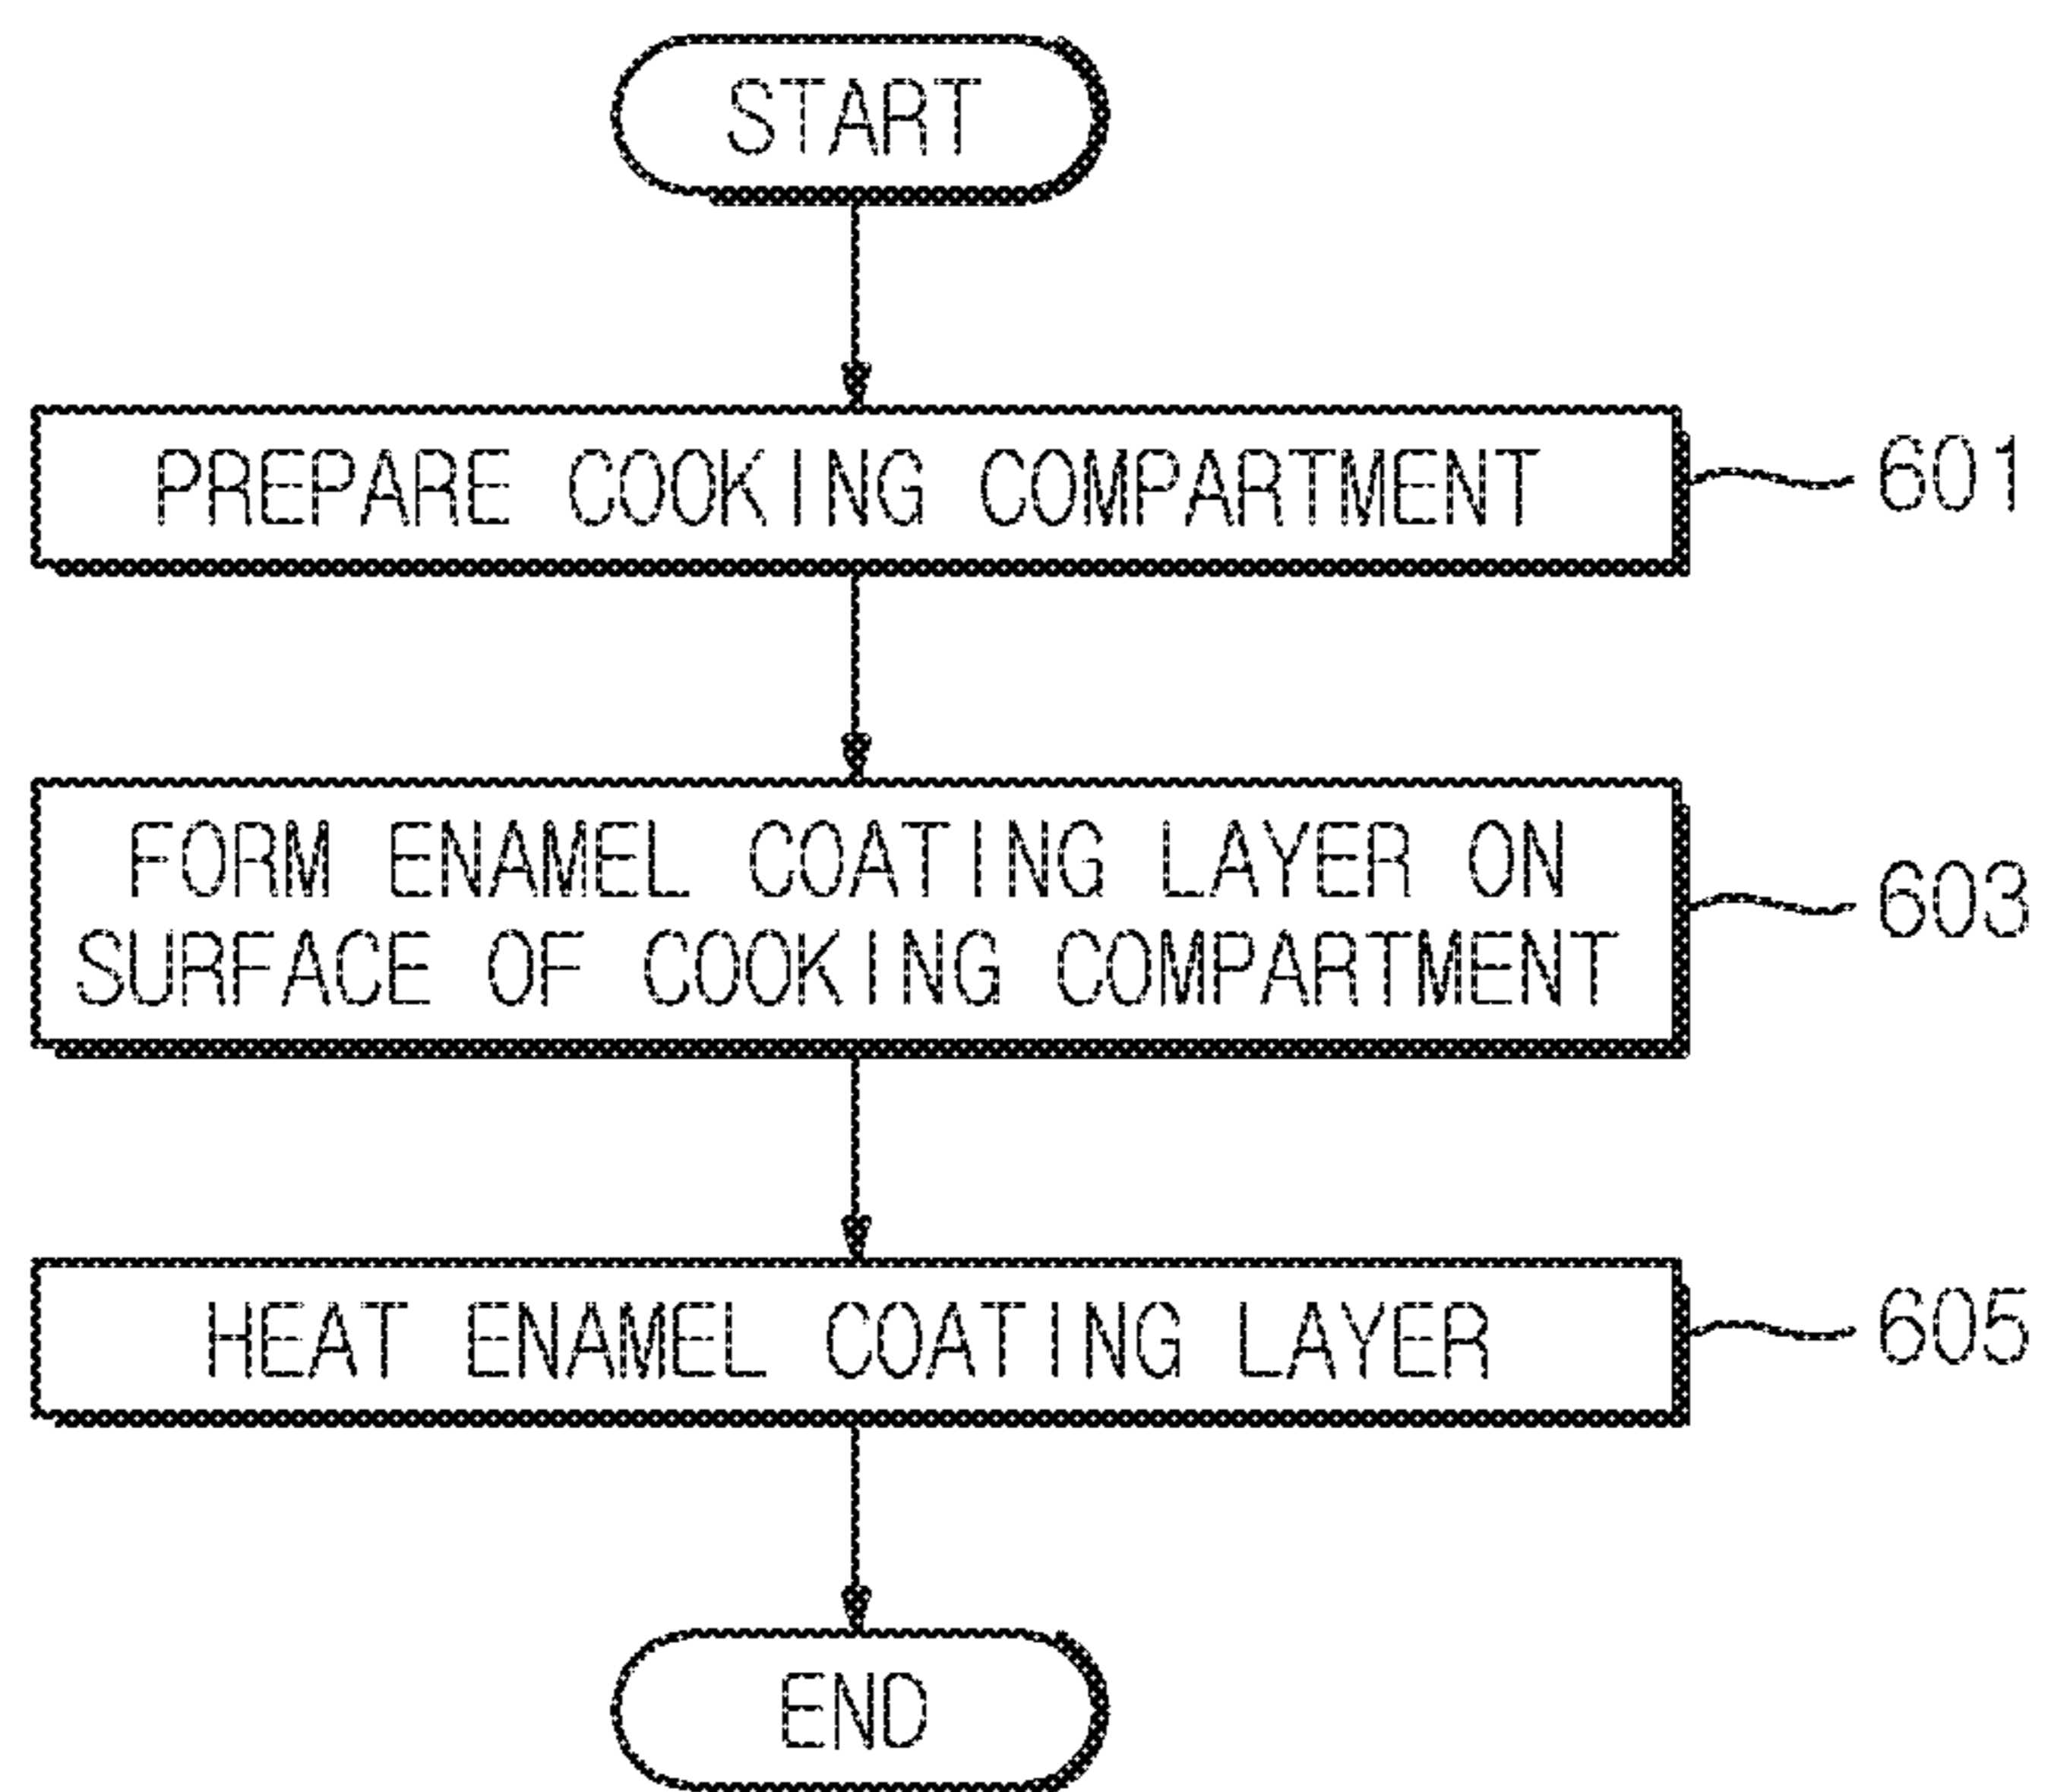 START
PREPARE COOKING COMPARTMENT
601
FORM ENAMEL COATING LAYER ON
SURFACE OF COOKING COMPARTMENT
603
HEAT ENAMEL COATING LAYER
605
END